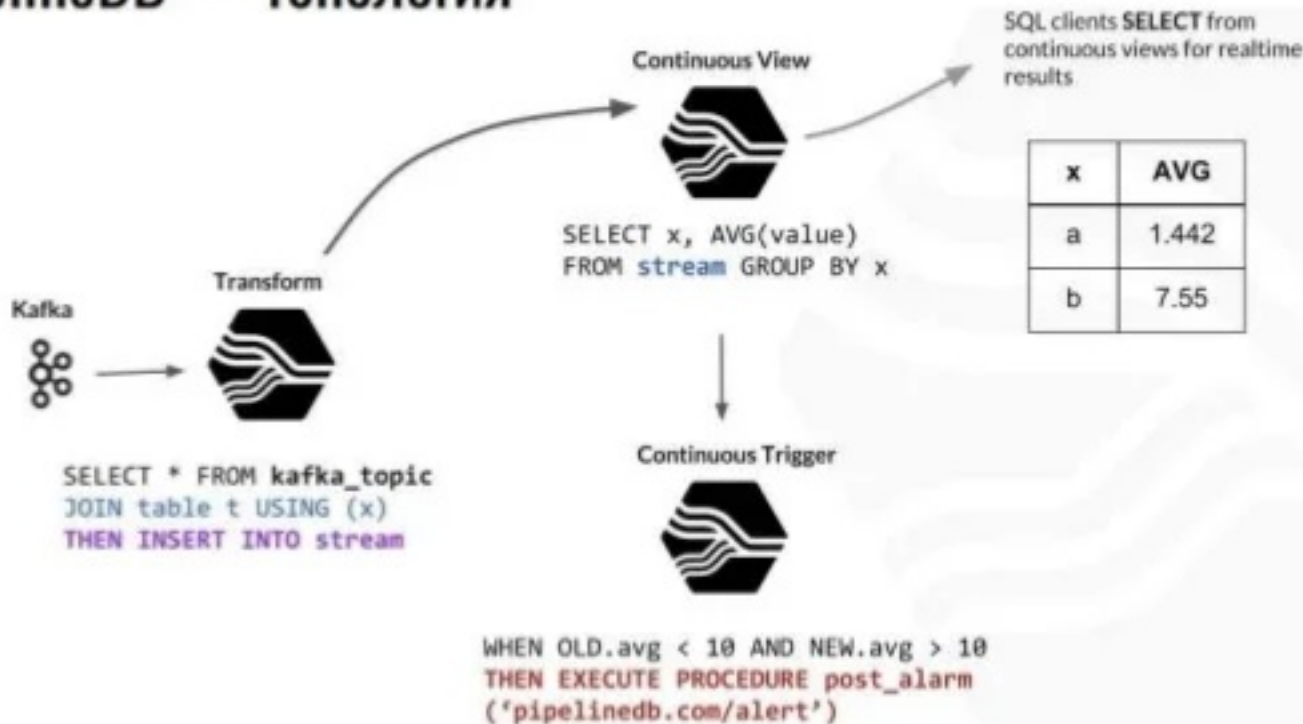 SQL clients SELECT from
continuous views for realtime
results
Continuous View
x AVG
a 1.442
b 7.55
SELECT x, AVG(value)
FROM stream GROUP BY x
Transform
Kafka
SELECT * FROM kafka_topic
JOIN table t USING (x)
THEN INSERT INTO stream
Continuous Trigger
WHEN OLD.avg < 10 AND NEW.avg > 10
THEN EXECUTE PROCEDURE post_alarm
(‘pipelinedb.com/alert’)